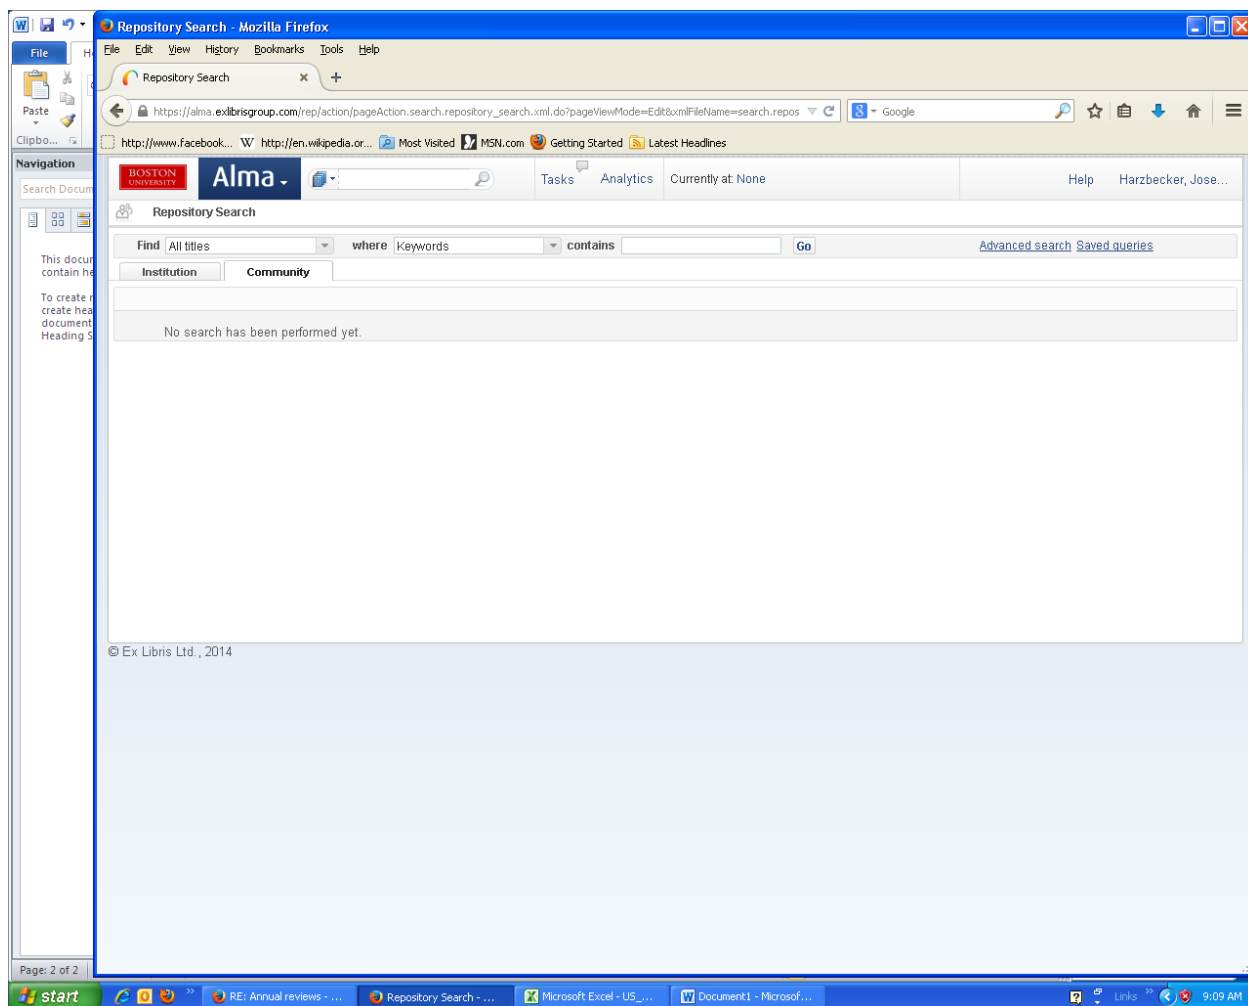 Repository Search - Mozilla Firefox
File
File Edit View History Bookmarks Tools Help
Repository Search
Paste
https://alma.exlibrisgroup.com/rep/action/pageAction.search.repository_search.xml.do?pageViewMode=Edit&xmlFileName=search.repos
Google
Clipbo...
http://www.facebook... W http://en.wikipedia.or... Most Visited MSN.com Getting Started Latest Headlines
Navigation
Search Docum
BOSTON
UNIVERSITY
Alma
Tasks Analytics Currently at: None Help Harzbecker, Jose...
Repository Search
Find All titles where Keywords contains Go Advanced search Saved queries
Institution Community
This docur
contain he
To create r
create hea
document
Heading S
No search has been performed yet.
© Ex Libris Ltd., 2014
Page: 2 of 2
start RE: Annual reviews - ... Repository Search - ... Microsoft Excel - US_... Document1 - Microsof... Links 9:09 AM